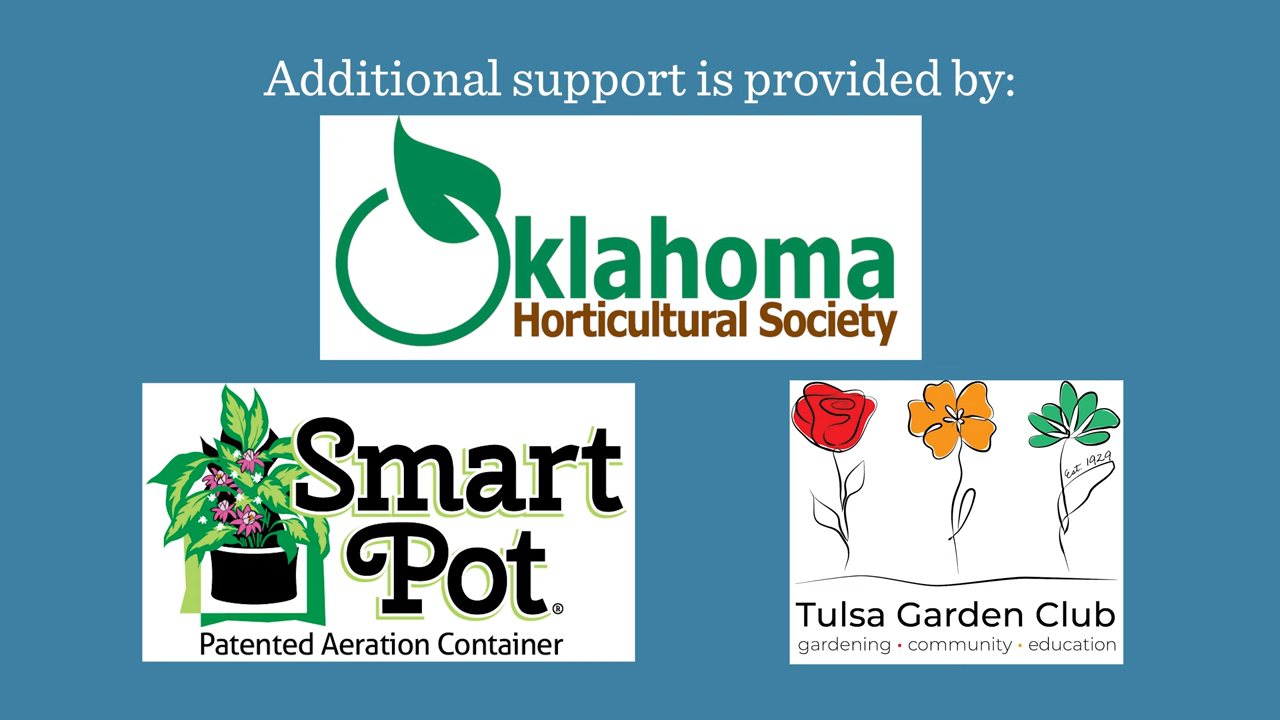 Additional support is provided by:
Oklahoma
Horticultural Society
Smart
Pot®
Patented Aeration Container
Est. 1929
Tulsa Garden Club
gardening • community • education